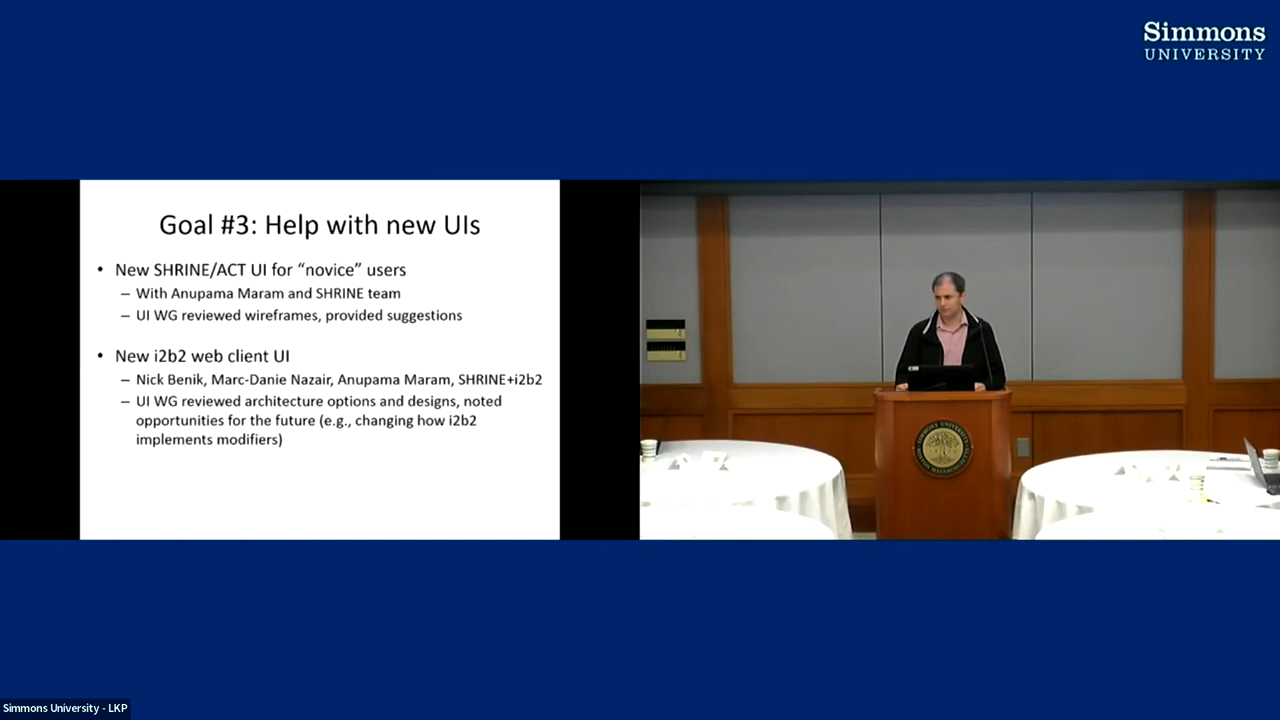 Simmons
UNIVERSITY
Goal #3: Help with new UIs
• New SHRINE/ACT UI for “novice” users
– With Anupama Maram and SHRINE team
– UI WG reviewed wireframes, provided suggestions
• New i2b2 web client UI
– Nick Benik, Marc-Danie Nazair, Anupama Maram, SHRINE+i2b2
– UI WG reviewed architecture options and designs, noted
opportunities for the future (e.g., changing how i2b2
implements modifiers)
Simmons University - LKP